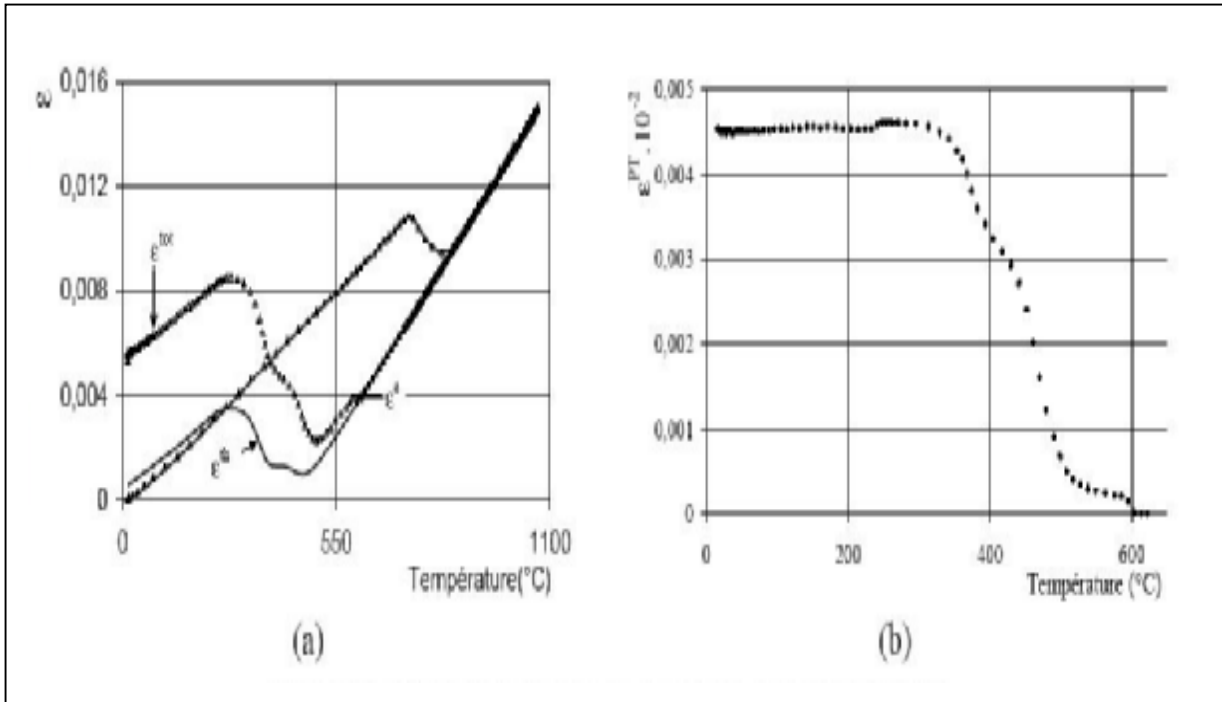 0,016
ε
0,012
ε^tot
0,008
0,004
ε^d
0
0 550 1100
Température(°C)
(a)
0,005
ε^PT. 10^-2
0,004
0,003
0,002
0,001
0
0 200 400 600
Température (°C)
(b)